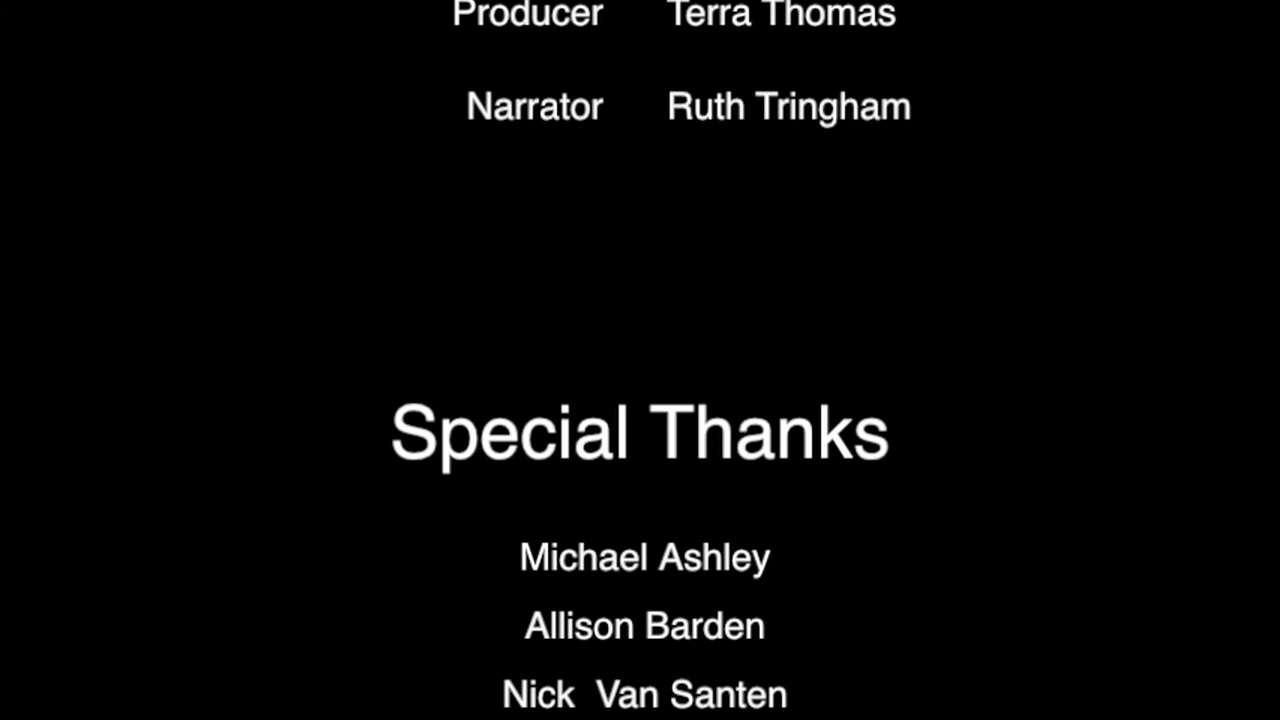 Producer Terra Thomas
Narrator Ruth Tringham
Special Thanks
Michael Ashley
Allison Barden
Nick Van Santen